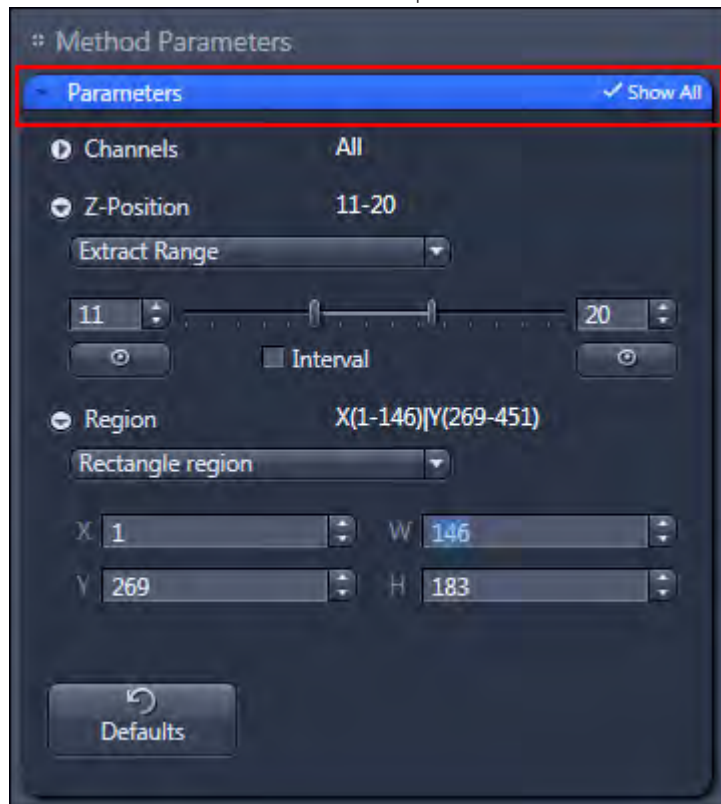 Method Parameters
Parameters Show All
Channels All
Z-Position 11-20
Extract Range
11 20
Interval
Region X(1-146)|Y(269-451)
Rectangle region
X 1 W 146
Y 269 H 183
Defaults